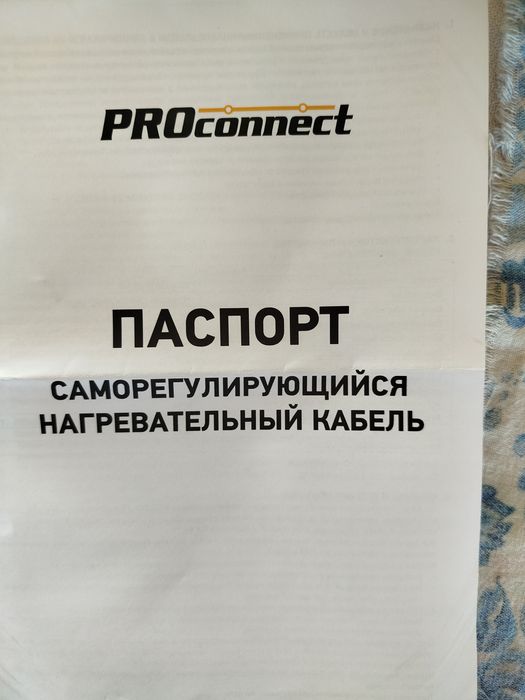 PROconnect
ПАСПОРТ
САМОРЕГУЛИРУЮЩИЙСЯ
НАГРЕВАТЕЛЬНЫЙ КАБЕЛЬ